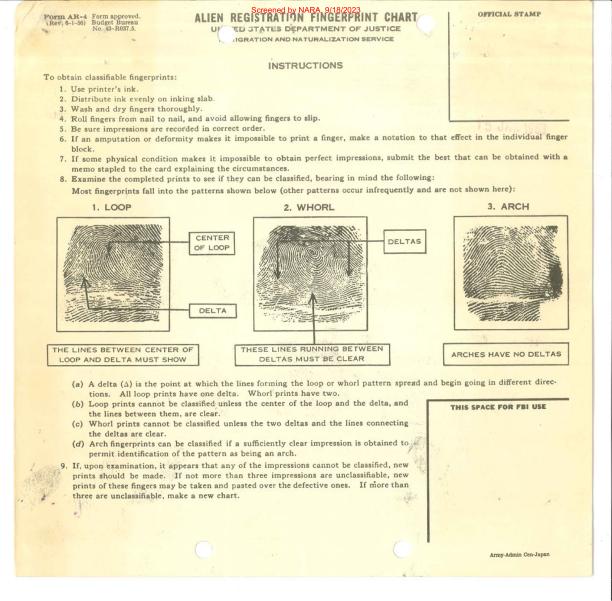 Screened by NARA, 9/18/2023
Form AR-4 Form approved.
(Rev. 6-1-56) Budget Bureau
No. 43-R037.5.
ALIEN REGISTRATION FINGERPRINT CHART
UNITED STATES DEPARTMENT OF JUSTICE
IMMIGRATION AND NATURALIZATION SERVICE
OFFICIAL STAMP
INSTRUCTIONS
To obtain classifiable fingerprints:
1. Use printer's ink.
2. Distribute ink evenly on inking slab.
3. Wash and dry fingers thoroughly.
4. Roll fingers from nail to nail, and avoid allowing fingers to slip.
5. Be sure impressions are recorded in correct order.
6. If an amputation or deformity makes it impossible to print a finger, make a notation to that effect in the individual finger
block.
7. If some physical condition makes it impossible to obtain perfect impressions, submit the best that can be obtained with a
memo stapled to the card explaining the circumstances.
8. Examine the completed prints to see if they can be classified, bearing in mind the following:
Most fingerprints fall into the patterns shown below (other patterns occur infrequently and are not shown here):
1. LOOP
2. WHORL
3. ARCH
CENTER
OF LOOP
DELTA
DELTAS
THE LINES BETWEEN CENTER OF
LOOP AND DELTA MUST SHOW
THESE LINES RUNNING BETWEEN
DELTAS MUST BE CLEAR
ARCHES HAVE NO DELTAS
(a) A delta (Δ) is the point at which the lines forming the loop or whorl pattern spread and begin going in different direc-
tions. All loop prints have one delta. Whorl prints have two.
(b) Loop prints cannot be classified unless the center of the loop and the delta, and
the lines between them, are clear.
(c) Whorl prints cannot be classified unless the two deltas and the lines connecting
the deltas are clear.
(d) Arch fingerprints can be classified if a sufficiently clear impression is obtained to
permit identification of the pattern as being an arch.
9. If, upon examination, it appears that any of the impressions cannot be classified, new
prints should be made. If not more than three impressions are unclassifiable, new
prints of these fingers may be taken and pasted over the defective ones. If more than
three are unclassifiable, make a new chart.
THIS SPACE FOR FBI USE
Army-Admin Cen-Japan